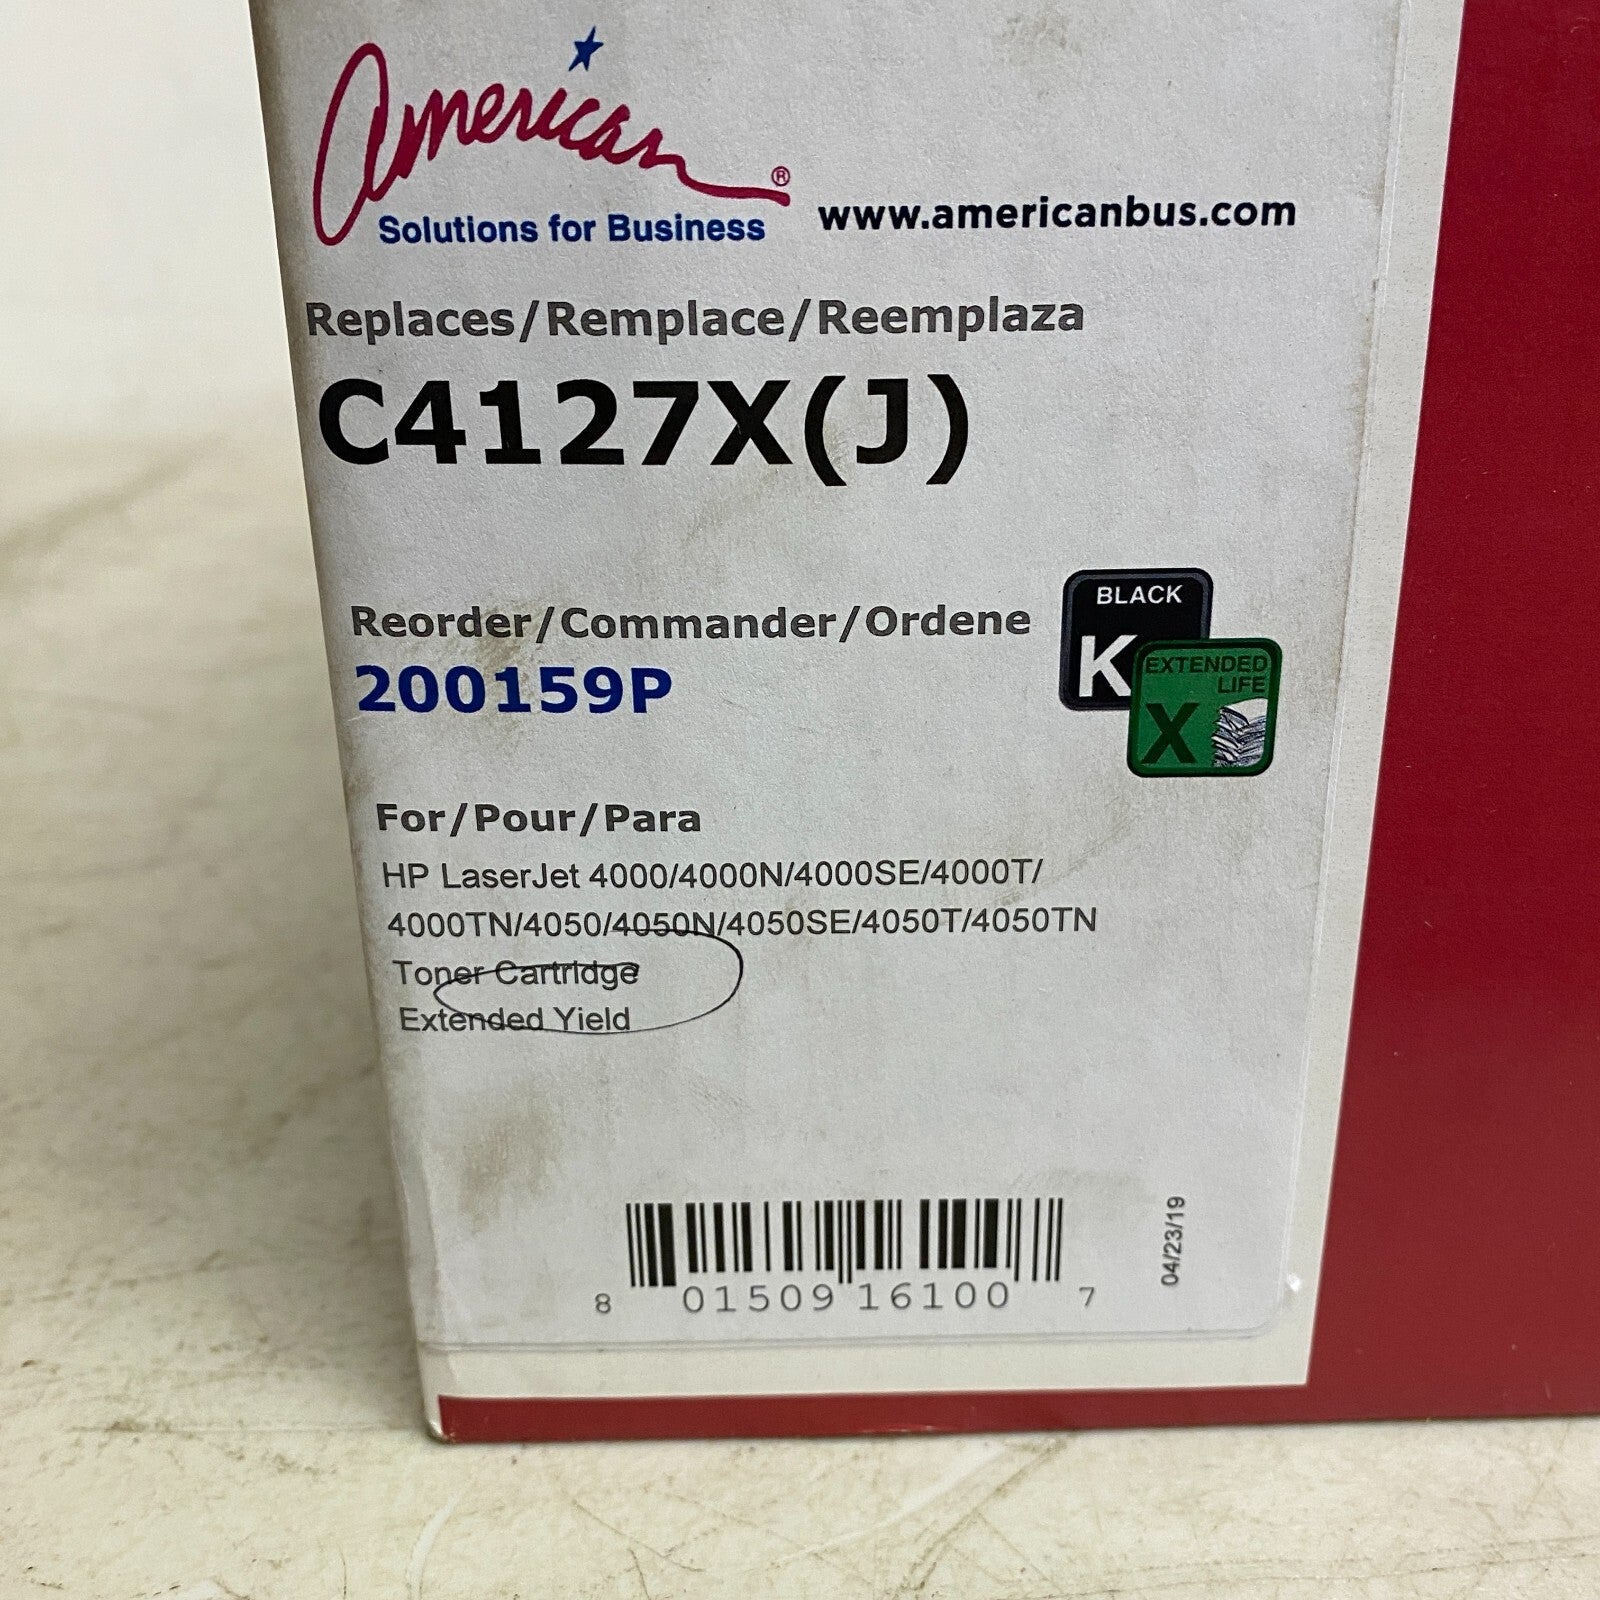 American®
Solutions for Business
www.americanbus.com
Replaces/Remplace/Reemplaza
C4127X(J)
Reorder/Commander/Ordene
200159P
BLACK
K
EXTENDED
LIFE
X
For/Pour/Para
HP LaserJet 4000/4000N/4000SE/4000T/
4000TN/4050/4050N/4050SE/4050T/4050TN
Toner Cartridge
Extended Yield
8 01509 16100 7
04/23/19